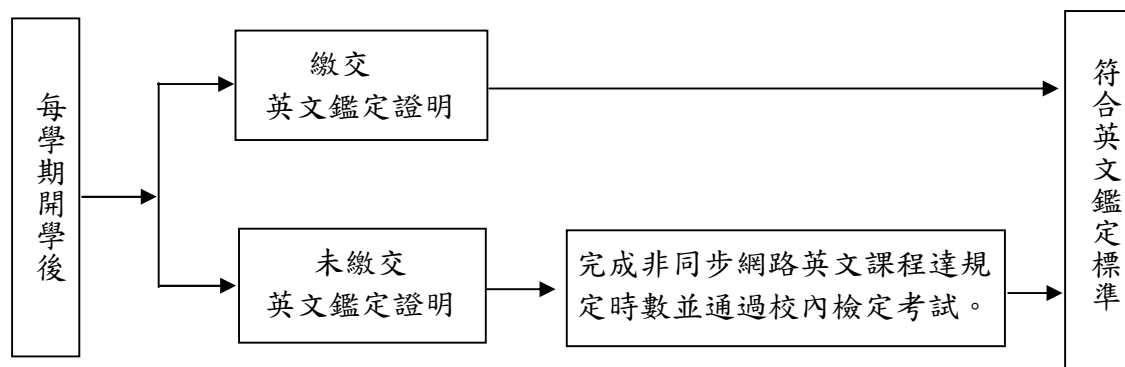 每學期開學後
繳交
英文鑑定證明
未繳交
英文鑑定證明
完成非同步網路英文課程達規
定時數並通過校內檢定考試。
符合英文鑑定標準